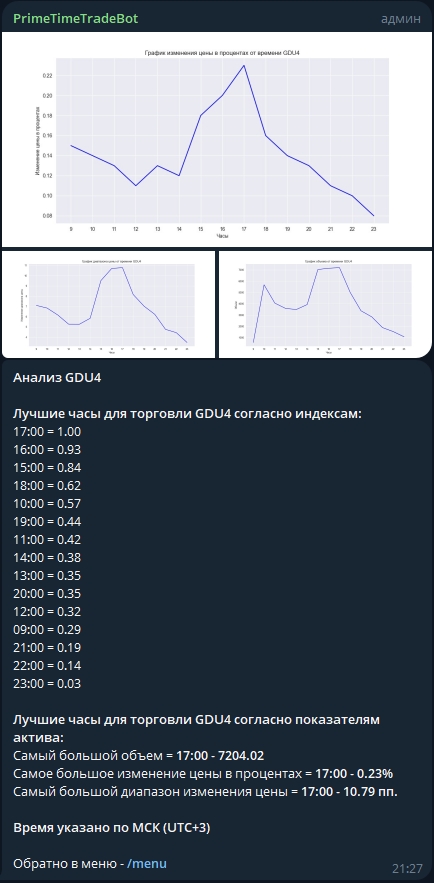 PrimeTimeTradeBot админ
График изменения цены в процентах от времени GDU4
Изменение цены в процентах
0.22
0.20
0.18
0.16
0.14
0.12
0.10
0.08
9 10 11 12 13 14 15 16 17 18 19 20 21 22 23
Часы
Анализ GDU4
Лучшие часы для торговли GDU4 согласно индексам:
17:00 = 1.00
16:00 = 0.93
15:00 = 0.84
18:00 = 0.62
10:00 = 0.57
19:00 = 0.44
11:00 = 0.42
14:00 = 0.38
13:00 = 0.35
20:00 = 0.35
12:00 = 0.32
09:00 = 0.29
21:00 = 0.19
22:00 = 0.14
23:00 = 0.03
Лучшие часы для торговли GDU4 согласно показателям
актива:
Самый большой объем = 17:00 - 7204.02
Самое большое изменение цены в процентах = 17:00 - 0.23%
Самый большой диапазон изменения цены = 17:00 - 10.79 пп.
Время указано по МСК (UTC+3)
Обратно в меню - /menu
21:27